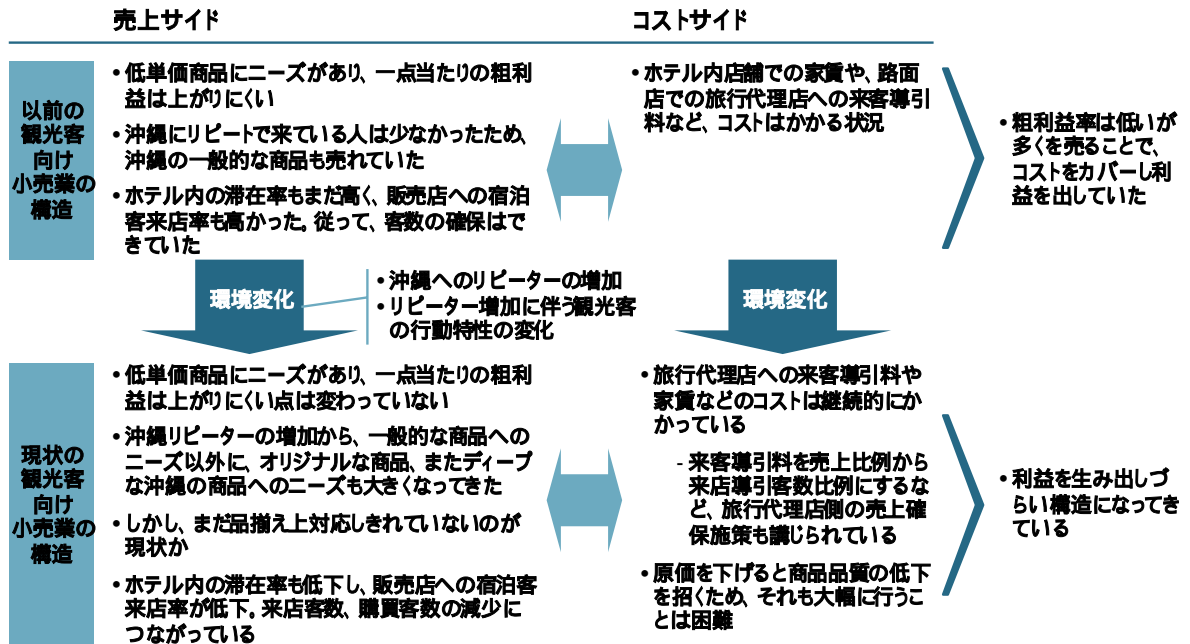 売上サイド
コストサイド
以前の
観光客
向け
小売業の
構造
• 低単価商品にニーズがあり、一点当たりの粗利
益は上がりにくい
• 沖縄にリピートで来ている人は少なかったため、
沖縄の一般的な商品も売れていた
• ホテル内の滞在率もまだ高く、販売店への宿泊
客来店率も高かった。従って、客数の確保はで
きていた
• ホテル内店舗での家賃や、路面
店での旅行代理店への来客導引
料など、コストはかかる状況
• 粗利益率は低いが
多くを売ることで、
コストをカバーし利
益を出していた
環境変化
• 沖縄へのリピーターの増加
• リピーター増加に伴う観光客
の行動特性の変化
環境変化
現状の
観光客
向け
小売業の
構造
• 低単価商品にニーズがあり、一点当たりの粗利
益は上がりにくい点は変わっていない
• 沖縄リピーターの増加から、一般的な商品への
ニーズ以外に、オリジナルな商品、またディープ
な沖縄の商品へのニーズも大きくなってきた
• しかし、まだ品揃え上対応しきれていないのが
現状か
• ホテル内の滞在率も低下し、販売店への宿泊客
来店率が低下。来店客数、購買客数の減少に
つながっている
• 旅行代理店への来客導引料や
家賃などのコストは継続的にか
かっている
- 来客導引料を売上比例から
来店導引客数比例にするな
ど、旅行代理店側の売上確
保施策も講じられている
• 原価を下げると商品品質の低下
を招くため、それも大幅に行うこ
とは困難
• 利益を生み出しづ
らい構造になってき
ている